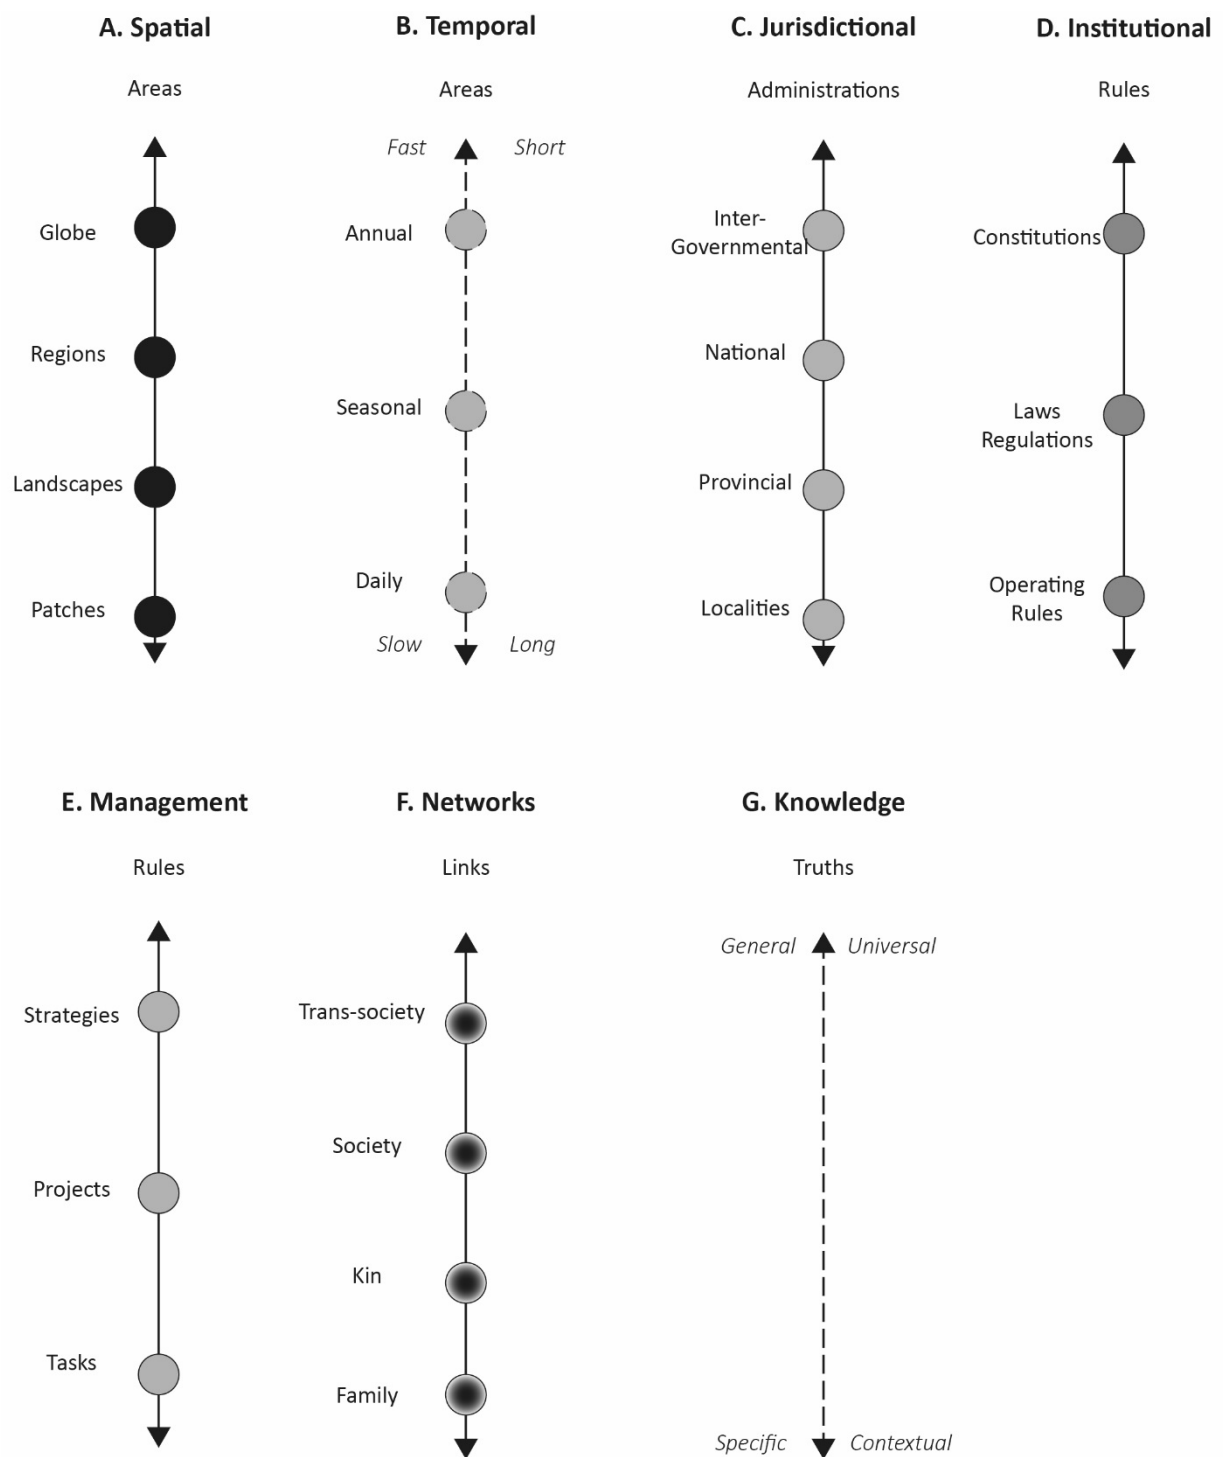 A. Spatial
Areas
Globe
Regions
Landscapes
Patches
B. Temporal
Areas
Fast Short
Annual
Seasonal
Daily
Slow Long
C. Jurisdictional
Administrations
Inter-
Governmental
National
Provincial
Localities
D. Institutional
Rules
Constitutions
Laws
Regulations
Operating
Rules
E. Management
Rules
Strategies
Projects
Tasks
F. Networks
Links
Trans-society
Society
Kin
Family
G. Knowledge
Truths
General Universal
Specific Contextual